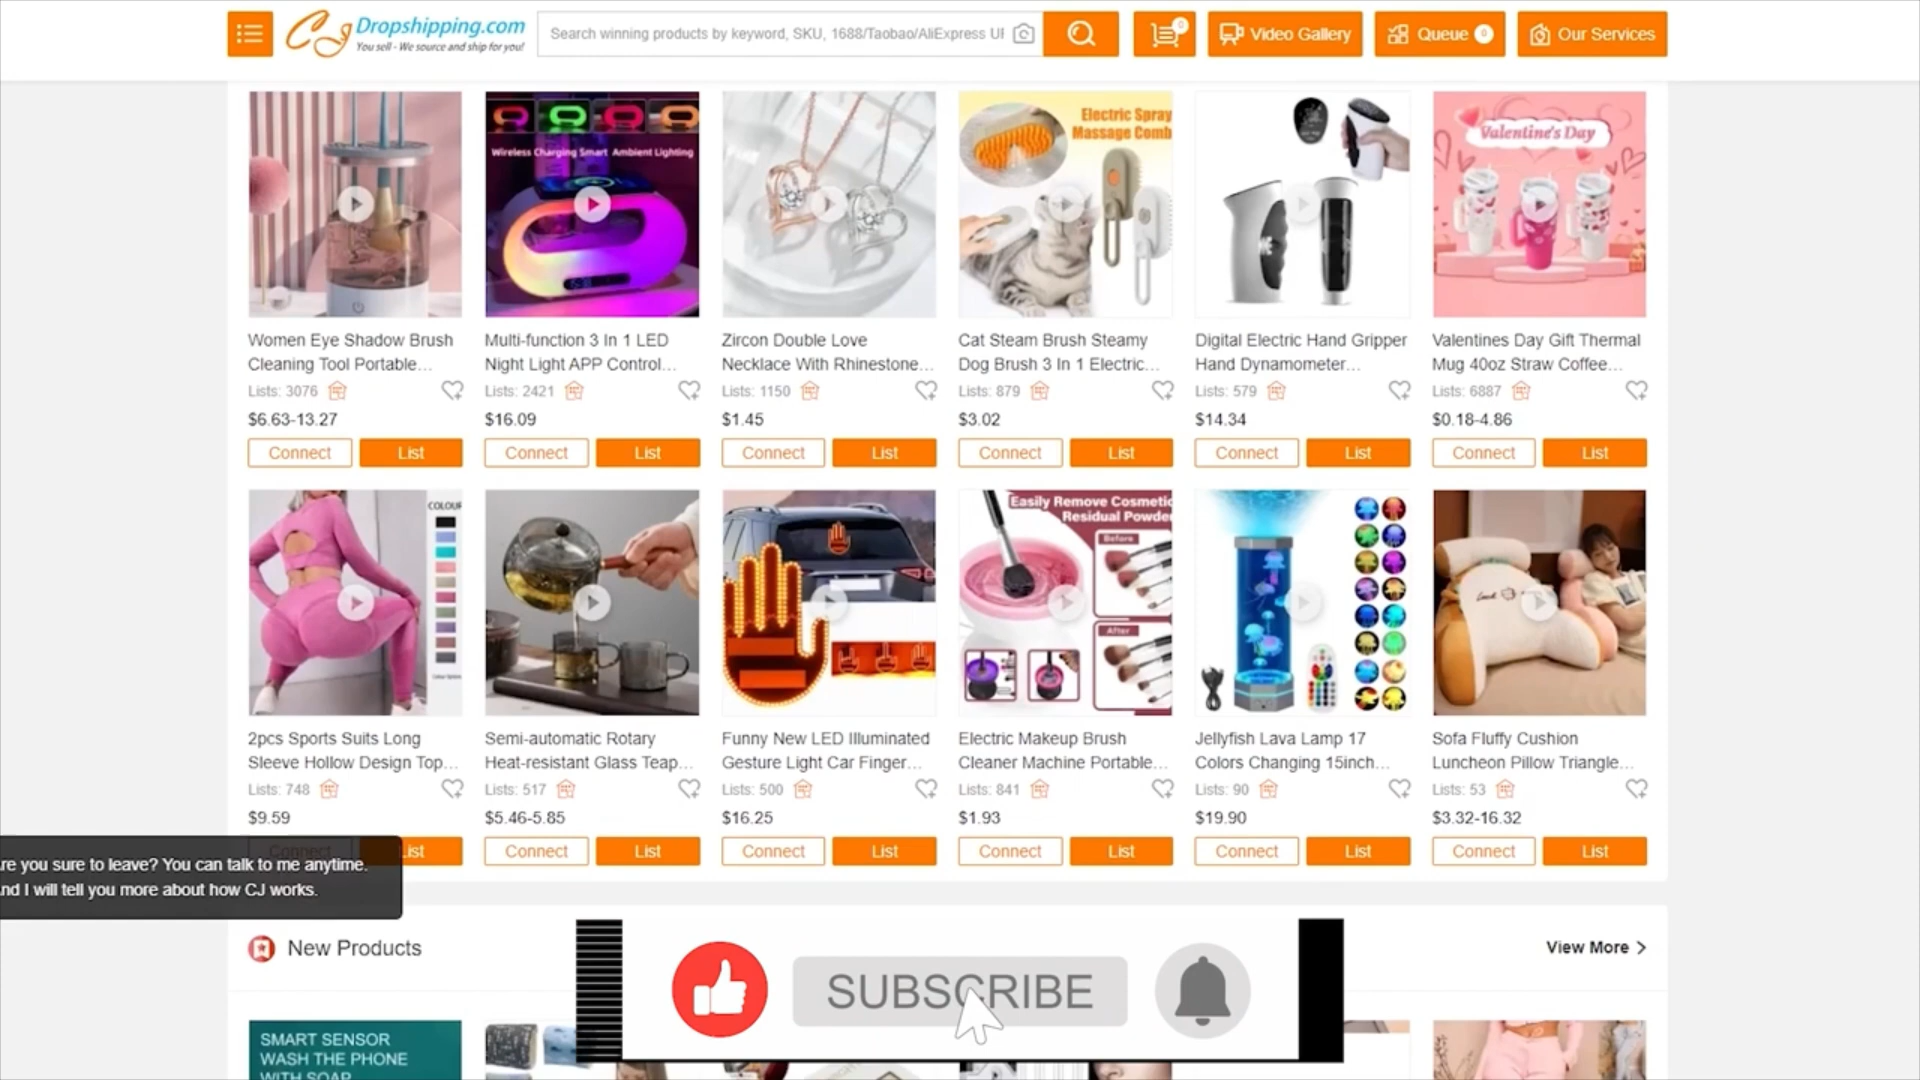 CJ Dropshipping.com
You sell - We source and ship for you!
Search winning products by keyword, SKU, 1688/Taobao/AliExpress UR
0
Video Gallery
Queue 0
Our Services
Wireless Charging Smart Ambient Lighting
Electric Spray
Massage Comb
Valentine's Day
Women Eye Shadow Brush
Cleaning Tool Portable...
Lists: 3076
$6.63-13.27
Connect
List
Multi-function 3 In 1 LED
Night Light APP Control...
Lists: 2421
$16.09
Connect
List
Zircon Double Love
Necklace With Rhinestone...
Lists: 1150
$1.45
Connect
List
Cat Steam Brush Steamy
Dog Brush 3 In 1 Electric...
Lists: 879
$3.02
Connect
List
Digital Electric Hand Gripper
Hand Dynamometer...
Lists: 579
$14.34
Connect
List
Valentines Day Gift Thermal
Mug 40oz Straw Coffee...
Lists: 6887
$0.18-4.86
Connect
List
COLOUR
Easily Remove Cosmetic
Residual Powder
Before
After
2pcs Sports Suits Long
Sleeve Hollow Design Top...
Lists: 748
$9.59
Connect
List
Semi-automatic Rotary
Heat-resistant Glass Teap...
Lists: 517
$5.46-5.85
Connect
List
Funny New LED Illuminated
Gesture Light Car Finger...
Lists: 500
$16.25
Connect
List
Electric Makeup Brush
Cleaner Machine Portable...
Lists: 841
$1.93
Connect
List
Jellyfish Lava Lamp 17
Colors Changing 15inch...
Lists: 90
$19.90
Connect
List
Sofa Fluffy Cushion
Luncheon Pillow Triangle...
Lists: 53
$3.32-16.32
Connect
List
re you sure to leave? You can talk to me anytime.
nd I will tell you more about how CJ works.
New Products
View More >
SUBSCRIBE
SMART SENSOR
WASH THE PHONE
WITH SOAP